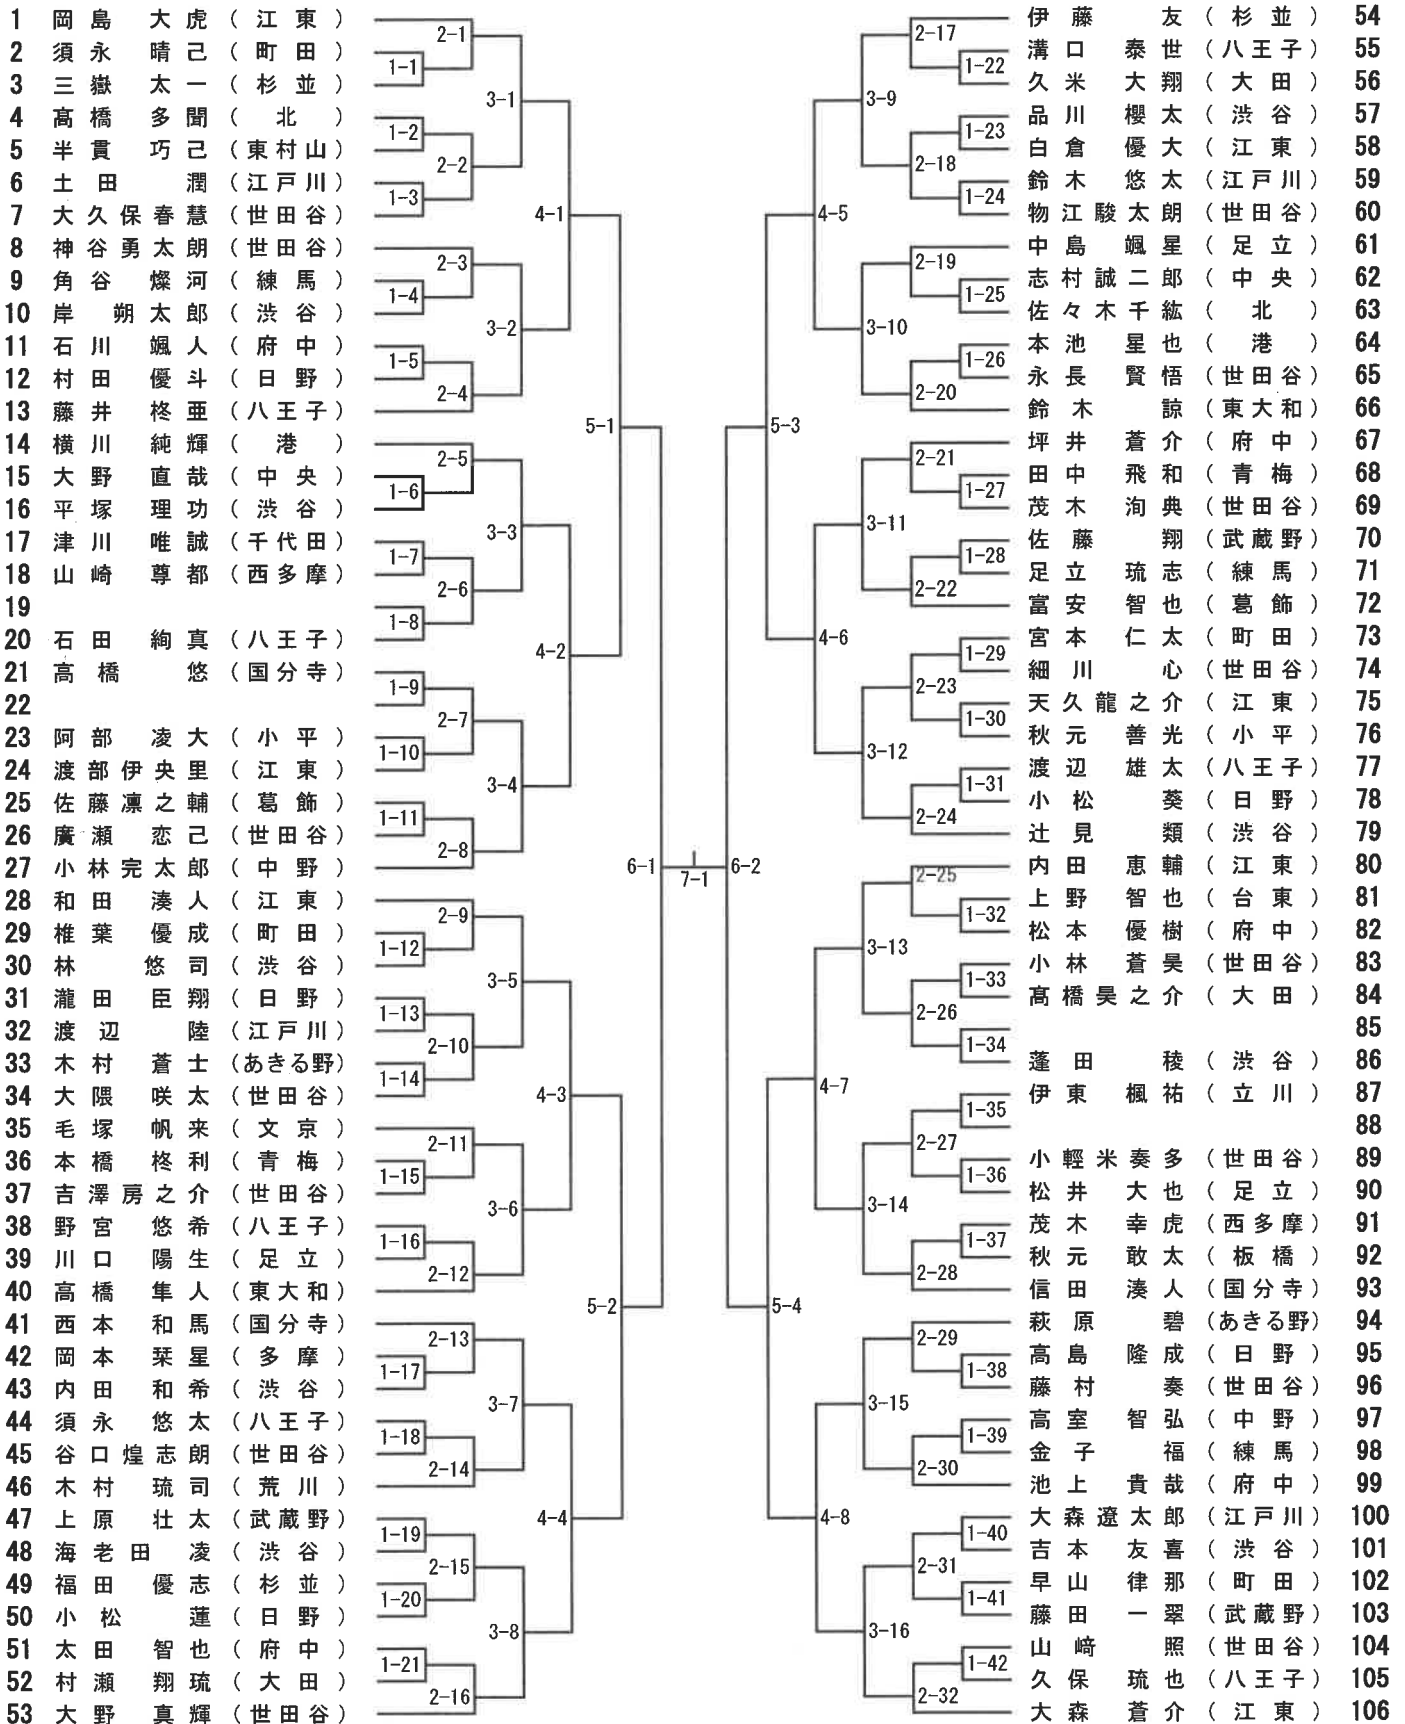 1 岡島 大虎 (江東)
2 須永 晴己 (町田)
3 三嶽 太一 (杉並)
4 髙橋 多聞 (北)
5 半貫 巧己 (東村山)
6 土田 潤 (江戸川)
7 大久保春慧 (世田谷)
8 神谷勇太朗 (世田谷)
9 角谷 燦河 (練馬)
10 岸 朔太郎 (渋谷)
11 石川 颯人 (府中)
12 村田 優斗 (日野)
13 藤井 柊亜 (八王子)
14 横川 純輝 (港)
15 大野 直哉 (中央)
16 平塚 理功 (渋谷)
17 津川 唯誠 (千代田)
18 山崎 尊都 (西多摩)
19
20 石田 絢真 (八王子)
21 高橋 悠 (国分寺)
22
23 阿部 凌大 (小平)
24 渡部伊央里 (江東)
25 佐藤凛之輔 (葛飾)
26 廣瀬 恋己 (世田谷)
27 小林完太郎 (中野)
28 和田 湊人 (江東)
29 椎葉 優成 (町田)
30 林 悠司 (渋谷)
31 瀧田 臣翔 (日野)
32 渡辺 陸 (江戸川)
33 木村 蒼士 (あきる野)
34 大隈 咲太 (世田谷)
35 毛塚 帆来 (文京)
36 本橋 柊利 (青梅)
37 吉澤房之介 (世田谷)
38 野宮 悠希 (八王子)
39 川口 陽生 (足立)
40 高橋 隼人 (東大和)
41 西本 和馬 (国分寺)
42 岡本 栞星 (多摩)
43 内田 和希 (渋谷)
44 須永 悠太 (八王子)
45 谷口煌志朗 (世田谷)
46 木村 琉司 (荒川)
47 上原 壮太 (武蔵野)
48 海老田 凌 (渋谷)
49 福田 優志 (杉並)
50 小松 蓮 (日野)
51 太田 智也 (府中)
52 村瀬 翔琉 (大田)
53 大野 真輝 (世田谷)
1-1
1-2
1-3
1-4
1-5
1-6
1-7
1-8
1-9
1-10
1-11
1-12
1-13
1-14
1-15
1-16
1-17
1-18
1-19
1-20
1-21
2-1
2-2
2-3
2-4
2-5
2-6
2-7
2-8
2-9
2-10
2-11
2-12
2-13
2-14
2-15
2-16
3-1
3-2
3-3
3-4
3-5
3-6
3-7
3-8
4-1
4-2
4-3
4-4
5-1
5-2
6-1
7-1
6-2
5-3
5-4
4-5
4-6
4-7
4-8
3-9
3-10
3-11
3-12
3-13
3-14
3-15
3-16
2-17
2-18
2-19
2-20
2-21
2-22
2-23
2-24
2-25
2-26
2-27
2-28
2-29
2-30
2-31
2-32
1-22
1-23
1-24
1-25
1-26
1-27
1-28
1-29
1-30
1-31
1-32
1-33
1-34
1-35
1-36
1-37
1-38
1-39
1-40
1-41
1-42
伊藤 友 (杉並) 54
溝口 泰世 (八王子) 55
久米 大翔 (大田) 56
品川 櫻太 (渋谷) 57
白倉 優大 (江東) 58
鈴木 悠太 (江戸川) 59
物江駿太朗 (世田谷) 60
中島 颯星 (足立) 61
志村誠二郎 (中央) 62
佐々木千紘 (北) 63
本池 星也 (港) 64
永長 賢悟 (世田谷) 65
鈴木 諒 (東大和) 66
坪井 蒼介 (府中) 67
田中 飛和 (青梅) 68
茂木 洵典 (世田谷) 69
佐藤 翔 (武蔵野) 70
足立 琉志 (練馬) 71
富安 智也 (葛飾) 72
宮本 仁太 (町田) 73
細川 心 (世田谷) 74
天久龍之介 (江東) 75
秋元 善光 (小平) 76
渡辺 雄太 (八王子) 77
小松 葵 (日野) 78
辻見 類 (渋谷) 79
内田 恵輔 (江東) 80
上野 智也 (台東) 81
松本 優樹 (府中) 82
小林 蒼昊 (世田谷) 83
髙橋昊之介 (大田) 84
85
蓬田 稜 (渋谷) 86
伊東 楓祐 (立川) 87
88
小輕米奏多 (世田谷) 89
松井 大也 (足立) 90
茂木 幸虎 (西多摩) 91
秋元 敢太 (板橋) 92
信田 湊人 (国分寺) 93
萩原 碧 (あきる野) 94
高島 隆成 (日野) 95
藤村 奏 (世田谷) 96
高室 智弘 (中野) 97
金子 福 (練馬) 98
池上 貴哉 (府中) 99
大森遼太郎 (江戸川) 100
吉本 友喜 (渋谷) 101
早山 律那 (町田) 102
藤田 一翠 (武蔵野) 103
山﨑 照 (世田谷) 104
久保 琉也 (八王子) 105
大森 蒼介 (江東) 106